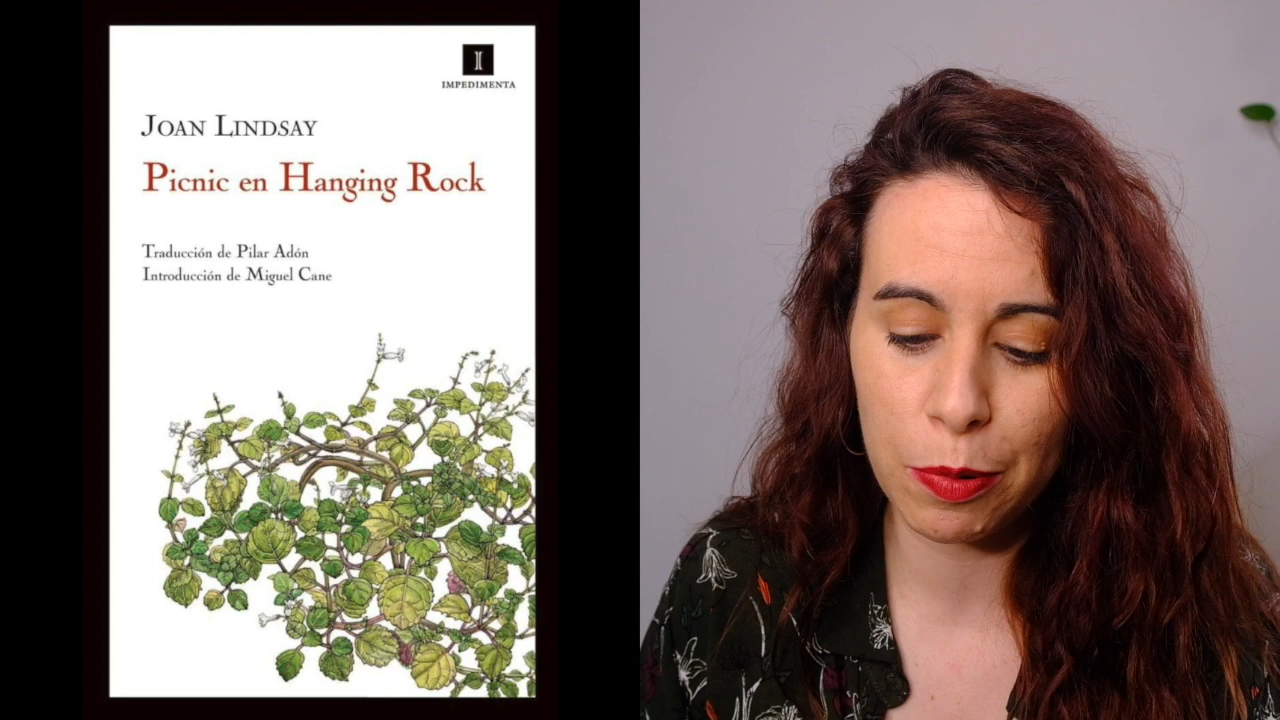 I
IMPEDIMENTA
JOAN LINDSAY
Picnic en Hanging Rock
Traducción de Pilar Adón
Introducción de Miguel Cane